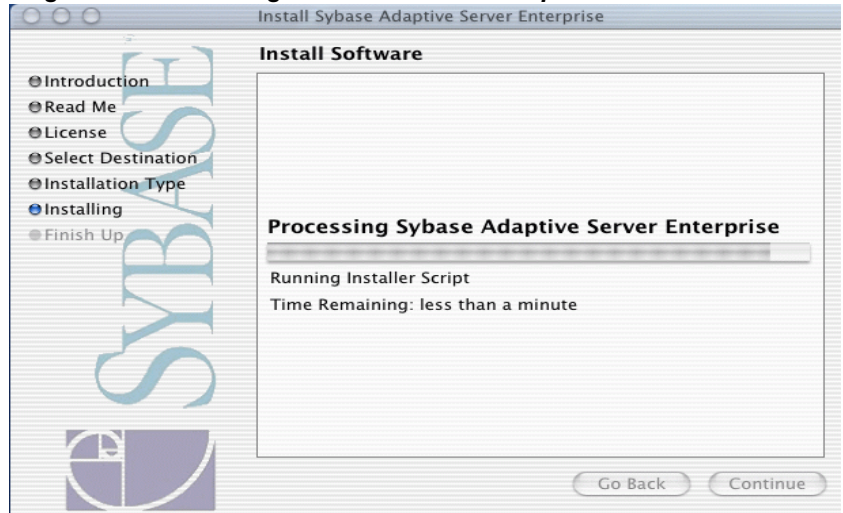 Install Sybase Adaptive Server Enterprise
Install Software
Introduction
Read Me
License
Select Destination
Installation Type
Installing
Finish Up
SYBASE
Processing Sybase Adaptive Server Enterprise
Running Installer Script
Time Remaining: less than a minute
Go Back
Continue